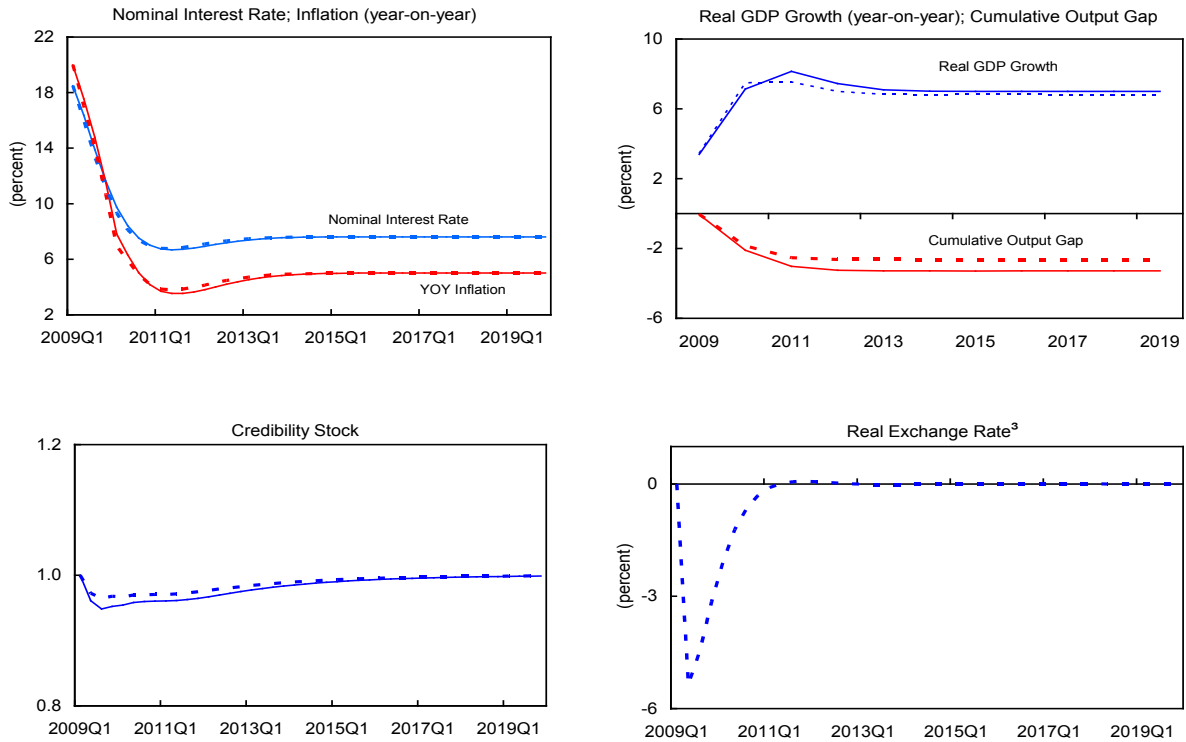 Nominal Interest Rate; Inflation (year-on-year)
22
18
14
10
6
2
(percent)
Nominal Interest Rate
YOY Inflation
2009Q1 2011Q1 2013Q1 2015Q1 2017Q1 2019Q1
Real GDP Growth (year-on-year); Cumulative Output Gap
10
6
2
-2
-6
(percent)
Real GDP Growth
Cumulative Output Gap
2009 2011 2013 2015 2017 2019
Credibility Stock
1.2
1.0
0.8
2009Q1 2011Q1 2013Q1 2015Q1 2017Q1 2019Q1
Real Exchange Rate³
0
-3
-6
(percent)
2009Q1 2011Q1 2013Q1 2015Q1 2017Q1 2019Q1